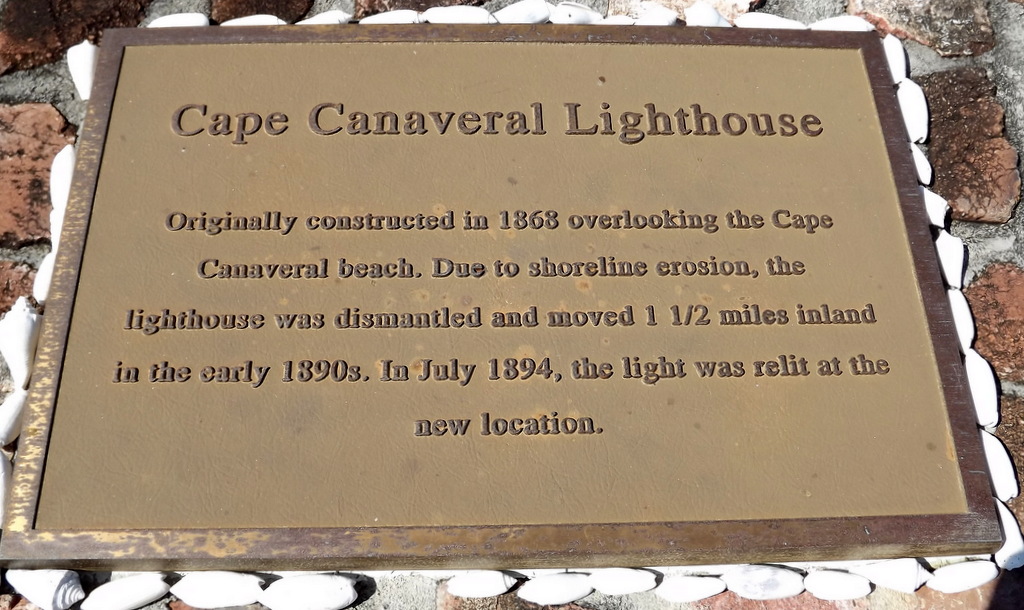 Cape Canaveral Lighthouse
Originally constructed in 1868 overlooking the Cape
Canaveral beach. Due to shoreline erosion, the
lighthouse was dismantled and moved 1 1/2 miles inland
in the early 1890s. In July 1894, the light was relit at the
new location.